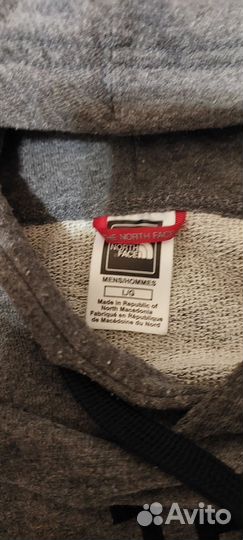 THE NORTH FACE
NORTH
FACE
MENS/HOMMES
L/G
Made in Republic of
North Macedonia
Fabriqué en République
de Macédoine du Nord
Avito